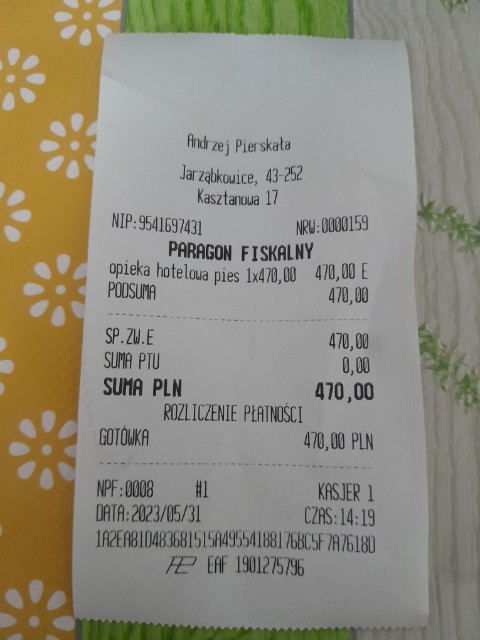 Andrzej Pierskała
Jarząbkowice, 43-252
Kasztanowa 17
NIP:9541697431 NRW:0000159
PARAGON FISKALNY
opieka hotelowa pies 1x470,00 470,00 E
PODSUMA 470,00
SP.ZW.E 470,00
SUMA PTU 0,00
SUMA PLN 470,00
ROZLICZENIE PŁATNOŚCI
GOTÓWKA 470,00 PLN
NPF:0008 #1 KASJER 1
DATA:2023/05/31 CZAS:14:19
1A2EA81D483681515A49554188176BC5F7A7618D
EAF 1901275796